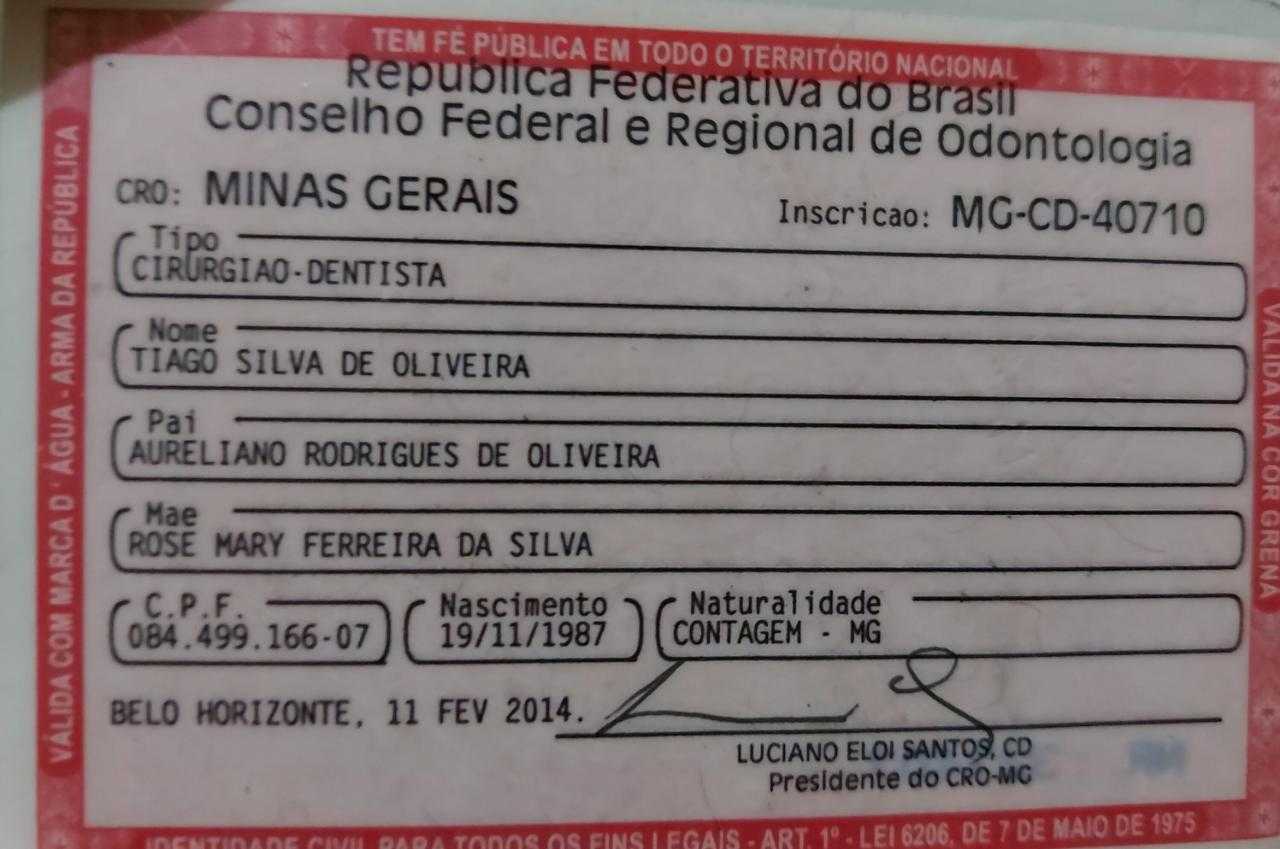 TEM FÉ PÚBLICA EM TODO O TERRITÓRIO NACIONAL
Republica Federativa do Brasil
Conselho Federal e Regional de Odontologia
CRO: MINAS GERAIS
Inscricao: MG-CD-40710
Tipo
CIRURGIAO-DENTISTA
Nome
TIAGO SILVA DE OLIVEIRA
Pai
AURELIANO RODRIGUES DE OLIVEIRA
Mae
ROSE MARY FERREIRA DA SILVA
C.P.F. Nascimento Naturalidade
084.499.166-07 19/11/1987 CONTAGEM - MG
BELO HORIZONTE, 11 FEV 2014.
LUCIANO ELOI SANTOS, CD
Presidente do CRO-MG
IDENTIDADE CIVIL PARA TODOS OS FINS LEGAIS - ART. 1º - LEI 6206, DE 7 DE MAIO DE 1975
VÁLIDA COM MARCA D'ÁGUA - ARMA DA REPÚBLICA
VÁLIDA NA COR GRENÁ